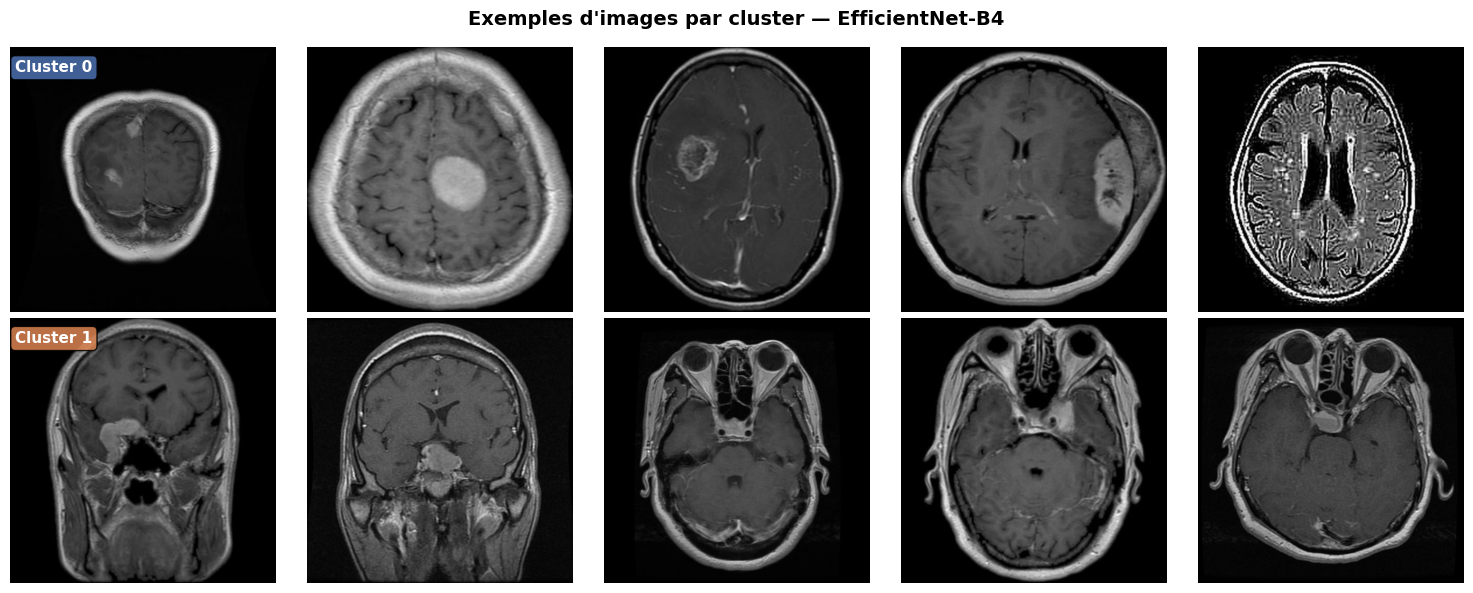 Exemples d'images par cluster — EfficientNet-B4
Cluster 0
Cluster 1